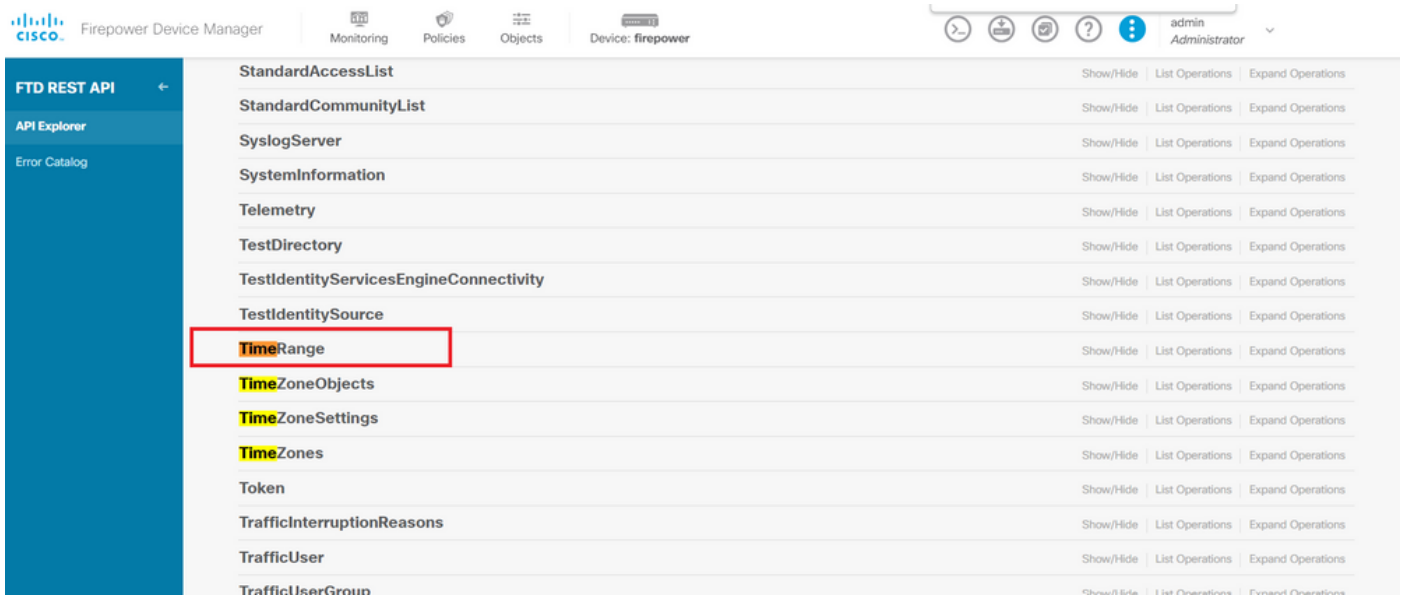 CISCO
Firepower Device Manager
Monitoring
Policies
Objects
Device: firepower
admin
Administrator
FTD REST API
API Explorer
Error Catalog
StandardAccessList Show/Hide List Operations Expand Operations
StandardCommunityList Show/Hide List Operations Expand Operations
SyslogServer Show/Hide List Operations Expand Operations
SystemInformation Show/Hide List Operations Expand Operations
Telemetry Show/Hide List Operations Expand Operations
TestDirectory Show/Hide List Operations Expand Operations
TestIdentityServicesEngineConnectivity Show/Hide List Operations Expand Operations
TestIdentitySource Show/Hide List Operations Expand Operations
TimeRange Show/Hide List Operations Expand Operations
TimeZoneObjects Show/Hide List Operations Expand Operations
TimeZoneSettings Show/Hide List Operations Expand Operations
TimeZones Show/Hide List Operations Expand Operations
Token Show/Hide List Operations Expand Operations
TrafficInterruptionReasons Show/Hide List Operations Expand Operations
TrafficUser Show/Hide List Operations Expand Operations
TrafficUserGroup Show/Hide List Operations Expand Operations